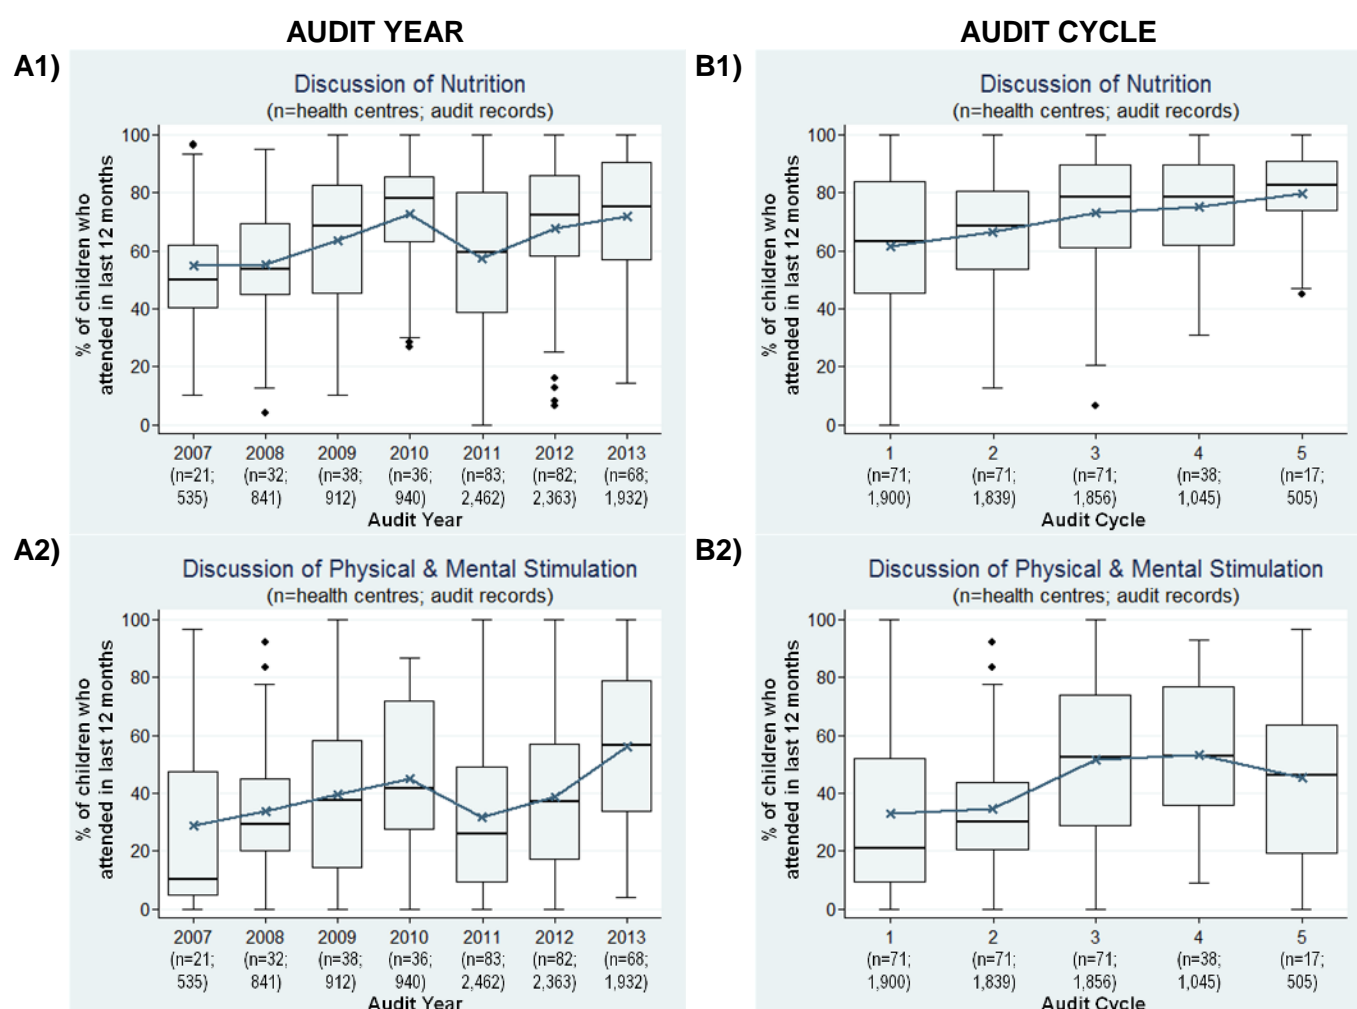 AUDIT YEAR
AUDIT CYCLE
A1)
Discussion of Nutrition
(n=health centres; audit records)
% of children who
attended in last 12 months
100
80
60
40
20
0
2007 2008 2009 2010 2011 2012 2013
(n=21; (n=32; (n=38; (n=36; (n=83; (n=82; (n=68;
535) 841) 912) 940) 2,462) 2,363) 1,932)
Audit Year
B1)
Discussion of Nutrition
(n=health centres; audit records)
% of children who
attended in last 12 months
100
80
60
40
20
0
1 2 3 4 5
(n=71; (n=71; (n=71; (n=38; (n=17;
1,900) 1,839) 1,856) 1,045) 505)
Audit Cycle
A2)
Discussion of Physical & Mental Stimulation
(n=health centres; audit records)
% of children who
attended in last 12 months
100
80
60
40
20
0
2007 2008 2009 2010 2011 2012 2013
(n=21; (n=32; (n=38; (n=36; (n=83; (n=82; (n=68;
535) 841) 912) 940) 2,462) 2,363) 1,932)
Audit Year
B2)
Discussion of Physical & Mental Stimulation
(n=health centres; audit records)
% of children who
attended in last 12 months
100
80
60
40
20
0
1 2 3 4 5
(n=71; (n=71; (n=71; (n=38; (n=17;
1,900) 1,839) 1,856) 1,045) 505)
Audit Cycle